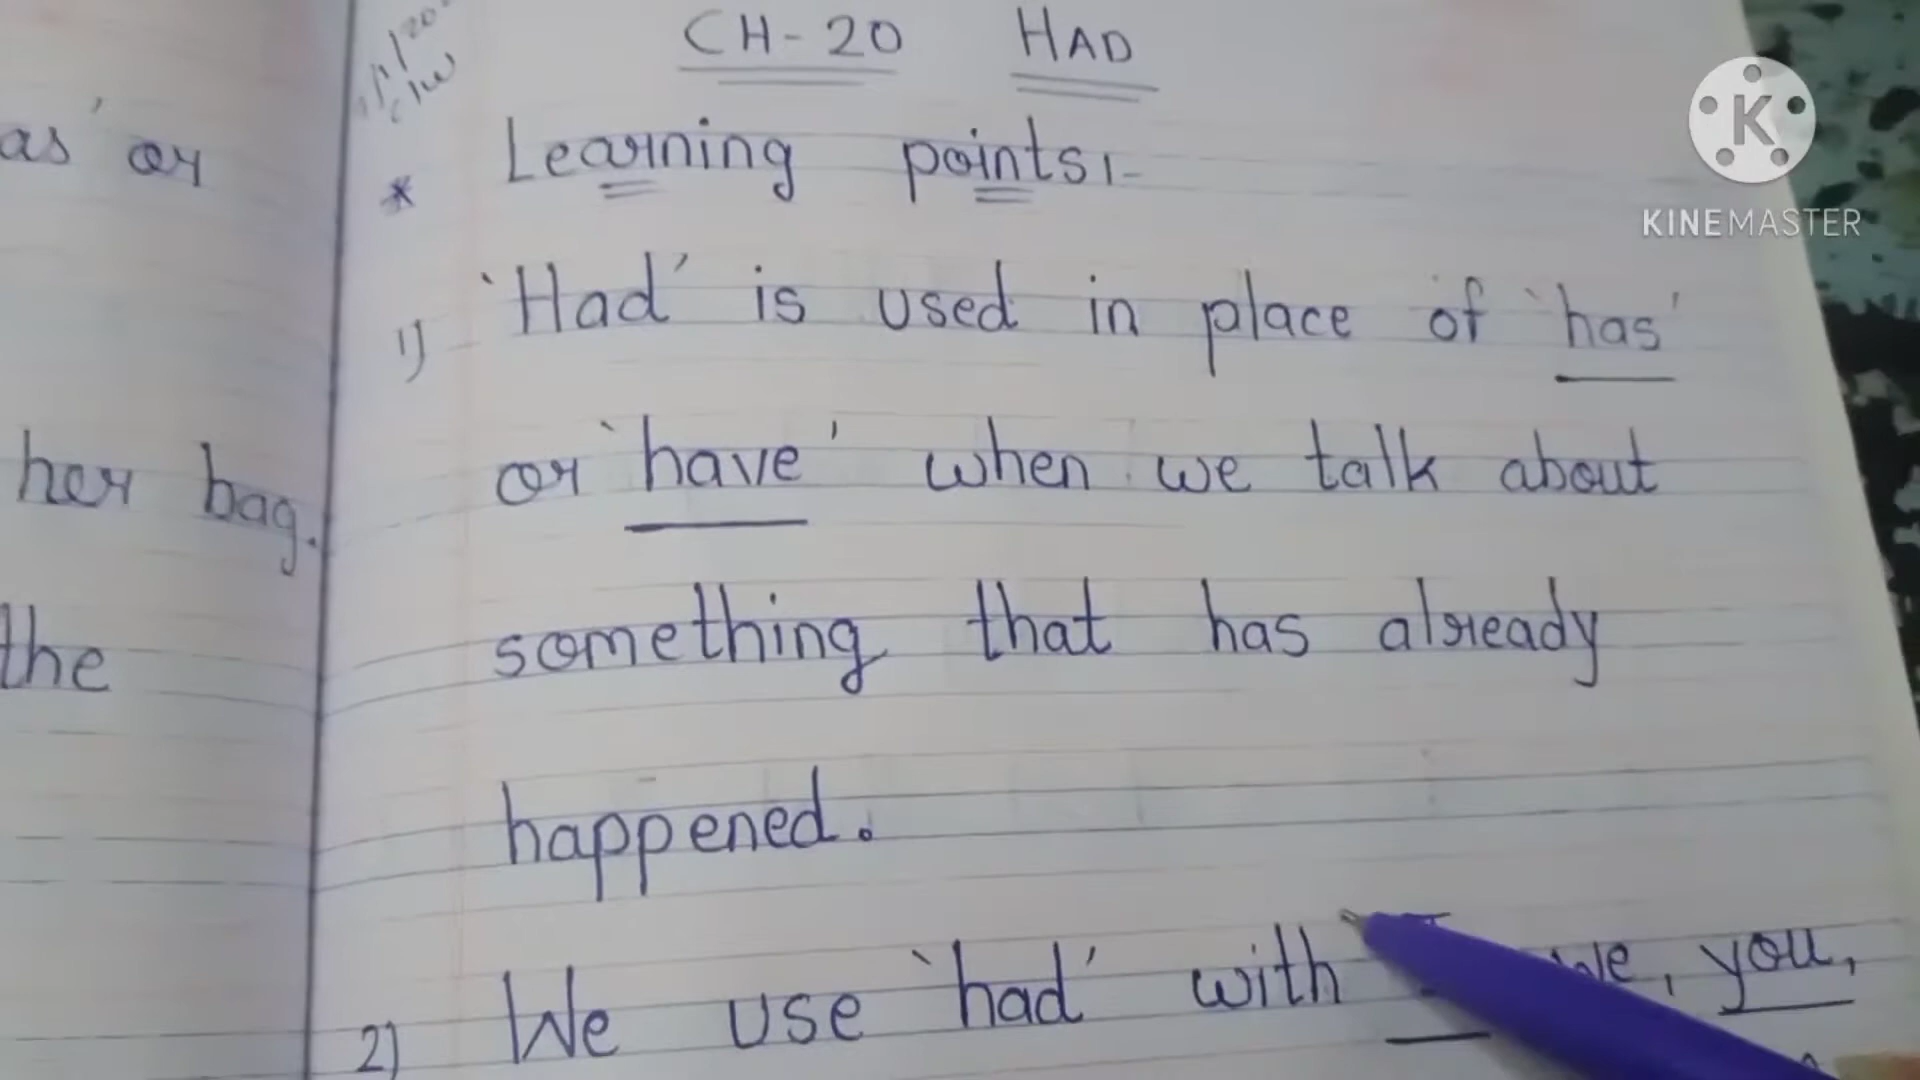 CH-20 HAD
C/W
* Learning points:-
1) 'Had' is used in place of 'has'
or 'have' when we talk about
something that has already
happened.
2) We use 'had' with I, We, you,
as' or
her bag.
the
K
KINEMASTER